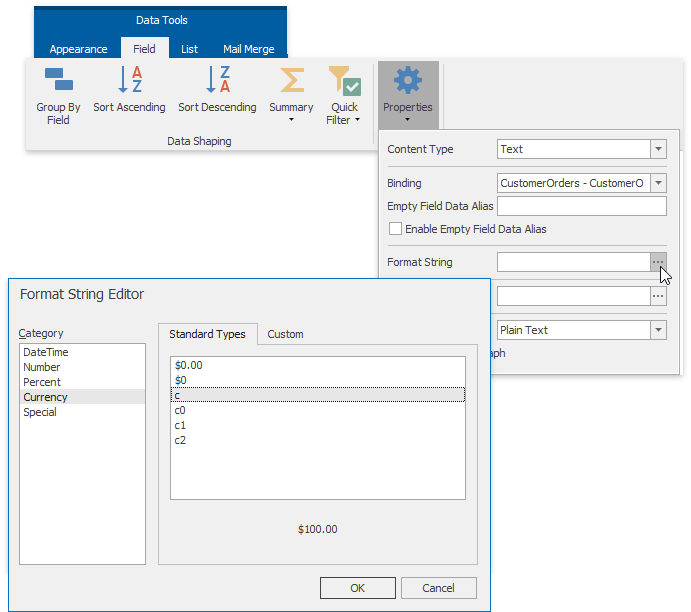 Data Tools
Appearance Field List Mail Merge
Group By Field
Sort Ascending
Sort Descending
Summary
Quick Filter
Properties
Data Shaping
Content Type Text
Binding CustomerOrders - CustomerO
Empty Field Data Alias
Enable Empty Field Data Alias
Format String
Plain Text
Format String Editor
Category
DateTime
Number
Percent
Currency
Special
Standard Types Custom
$0.00
$0
c
c0
c1
c2
$100.00
OK Cancel